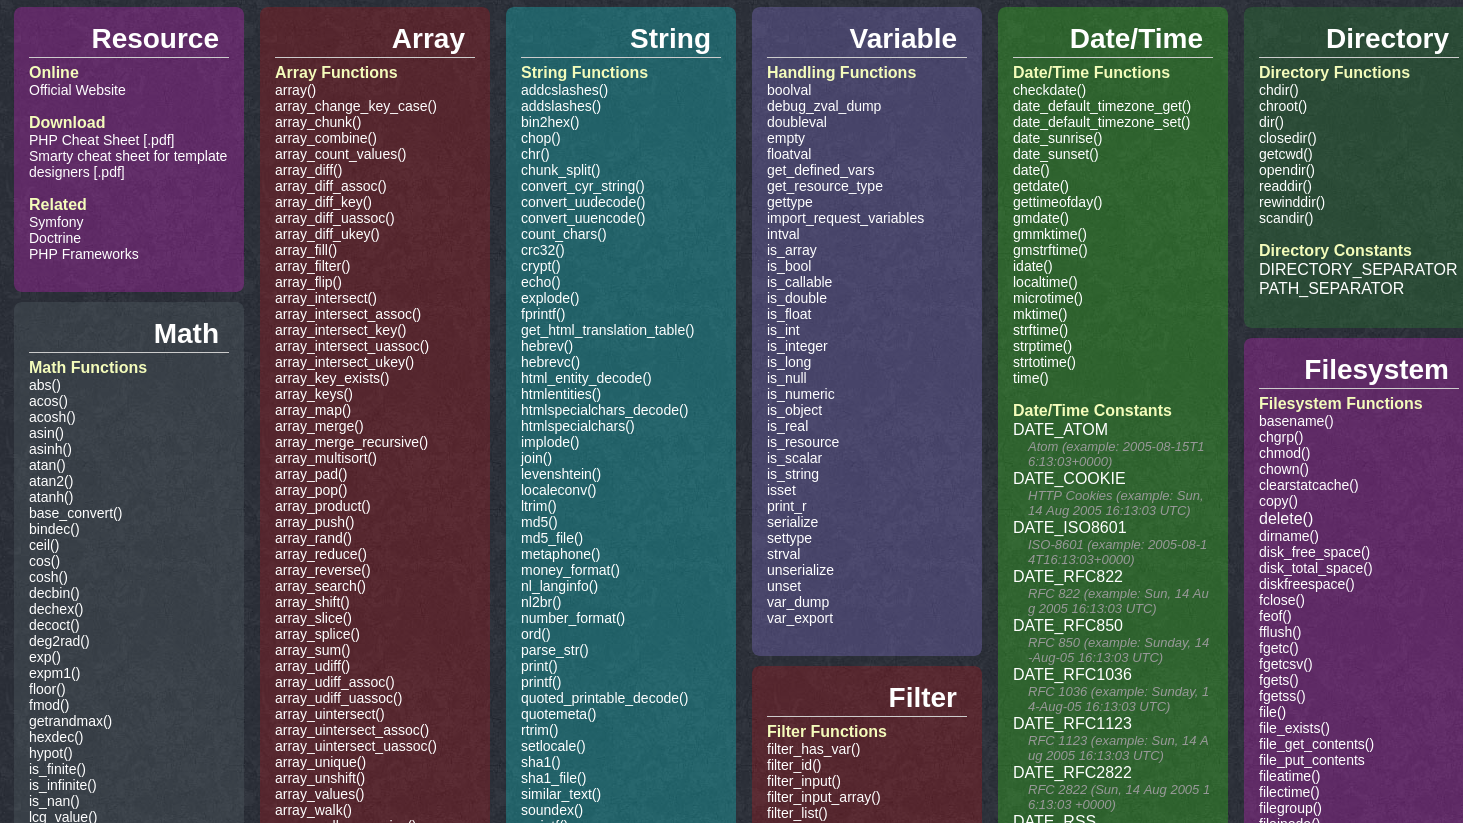 Resource
Online
Official Website
Download
PHP Cheat Sheet [.pdf]
Smarty cheat sheet for template
designers [.pdf]
Related
Symfony
Doctrine
PHP Frameworks
Math
Math Functions
abs()
acos()
acosh()
asin()
asinh()
atan()
atan2()
atanh()
base_convert()
bindec()
ceil()
cos()
cosh()
decbin()
dechex()
decoct()
deg2rad()
exp()
expm1()
floor()
fmod()
getrandmax()
hexdec()
hypot()
is_finite()
is_infinite()
is_nan()
lcg_value()
Array
Array Functions
array()
array_change_key_case()
array_chunk()
array_combine()
array_count_values()
array_diff()
array_diff_assoc()
array_diff_key()
array_diff_uassoc()
array_diff_ukey()
array_fill()
array_filter()
array_flip()
array_intersect()
array_intersect_assoc()
array_intersect_key()
array_intersect_uassoc()
array_intersect_ukey()
array_key_exists()
array_keys()
array_map()
array_merge()
array_merge_recursive()
array_multisort()
array_pad()
array_pop()
array_product()
array_push()
array_rand()
array_reduce()
array_reverse()
array_search()
array_shift()
array_slice()
array_splice()
array_sum()
array_udiff()
array_udiff_assoc()
array_udiff_uassoc()
array_uintersect()
array_uintersect_assoc()
array_uintersect_uassoc()
array_unique()
array_unshift()
array_values()
array_walk()
String
String Functions
addcslashes()
addslashes()
bin2hex()
chop()
chr()
chunk_split()
convert_cyr_string()
convert_uudecode()
convert_uuencode()
count_chars()
crc32()
crypt()
echo()
explode()
fprintf()
get_html_translation_table()
hebrev()
hebrevc()
html_entity_decode()
htmlentities()
htmlspecialchars_decode()
htmlspecialchars()
implode()
join()
levenshtein()
localeconv()
ltrim()
md5()
md5_file()
metaphone()
money_format()
nl_langinfo()
nl2br()
number_format()
ord()
parse_str()
print()
printf()
quoted_printable_decode()
quotemeta()
rtrim()
setlocale()
sha1()
sha1_file()
similar_text()
soundex()
Variable
Handling Functions
boolval
debug_zval_dump
doubleval
empty
floatval
get_defined_vars
get_resource_type
gettype
import_request_variables
intval
is_array
is_bool
is_callable
is_double
is_float
is_int
is_integer
is_long
is_null
is_numeric
is_object
is_real
is_resource
is_scalar
is_string
isset
print_r
serialize
settype
strval
unserialize
unset
var_dump
var_export
Filter
Filter Functions
filter_has_var()
filter_id()
filter_input()
filter_input_array()
filter_list()
Date/Time
Date/Time Functions
checkdate()
date_default_timezone_get()
date_default_timezone_set()
date_sunrise()
date_sunset()
date()
getdate()
gettimeofday()
gmdate()
gmmktime()
gmstrftime()
idate()
localtime()
microtime()
mktime()
strftime()
strptime()
strtotime()
time()
Date/Time Constants
DATE_ATOM
Atom (example: 2005-08-15T1
6:13:03+0000)
DATE_COOKIE
HTTP Cookies (example: Sun,
14 Aug 2005 16:13:03 UTC)
DATE_ISO8601
ISO-8601 (example: 2005-08-1
4T16:13:03+0000)
DATE_RFC822
RFC 822 (example: Sun, 14 Au
g 2005 16:13:03 UTC)
DATE_RFC850
RFC 850 (example: Sunday, 14
-Aug-05 16:13:03 UTC)
DATE_RFC1036
RFC 1036 (example: Sunday, 1
4-Aug-05 16:13:03 UTC)
DATE_RFC1123
RFC 1123 (example: Sun, 14 A
ug 2005 16:13:03 UTC)
DATE_RFC2822
RFC 2822 (Sun, 14 Aug 2005 1
6:13:03 +0000)
DATE_RSS
Directory
Directory Functions
chdir()
chroot()
dir()
closedir()
getcwd()
opendir()
readdir()
rewinddir()
scandir()
Directory Constants
DIRECTORY_SEPARATOR
PATH_SEPARATOR
Filesystem
Filesystem Functions
basename()
chgrp()
chmod()
chown()
clearstatcache()
copy()
delete()
dirname()
disk_free_space()
disk_total_space()
diskfreespace()
fclose()
feof()
fflush()
fgetc()
fgetcsv()
fgets()
fgetss()
file()
file_exists()
file_get_contents()
file_put_contents
fileatime()
filectime()
filegroup()